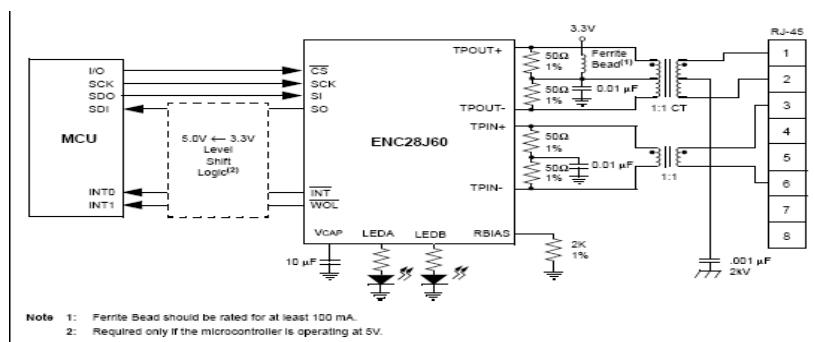 3.3V
RJ-45
TPOUT+
50Ω
1%
Ferrite
Bead(1)
1
I/O
CS
SCK
SCK
SDO
SI
SDI
SO
50Ω
1%
0.01 µF
2
TPOUT-
1:1 CT
3
MCU
5.0V ← 3.3V
Level
Shift
Logic(2)
ENC28J60
TPIN+
50Ω
1%
4
50Ω
1%
0.01 µF
5
TPIN-
1:1
6
INT0
INT
INT1
WOL
7
VCAP
LEDA
LEDB
RBIAS
8
10 µF
2K
1%
.001 µF
2kV
Note 1: Ferrite Bead should be rated for at least 100 mA.
2: Required only if the microcontroller is operating at 5V.